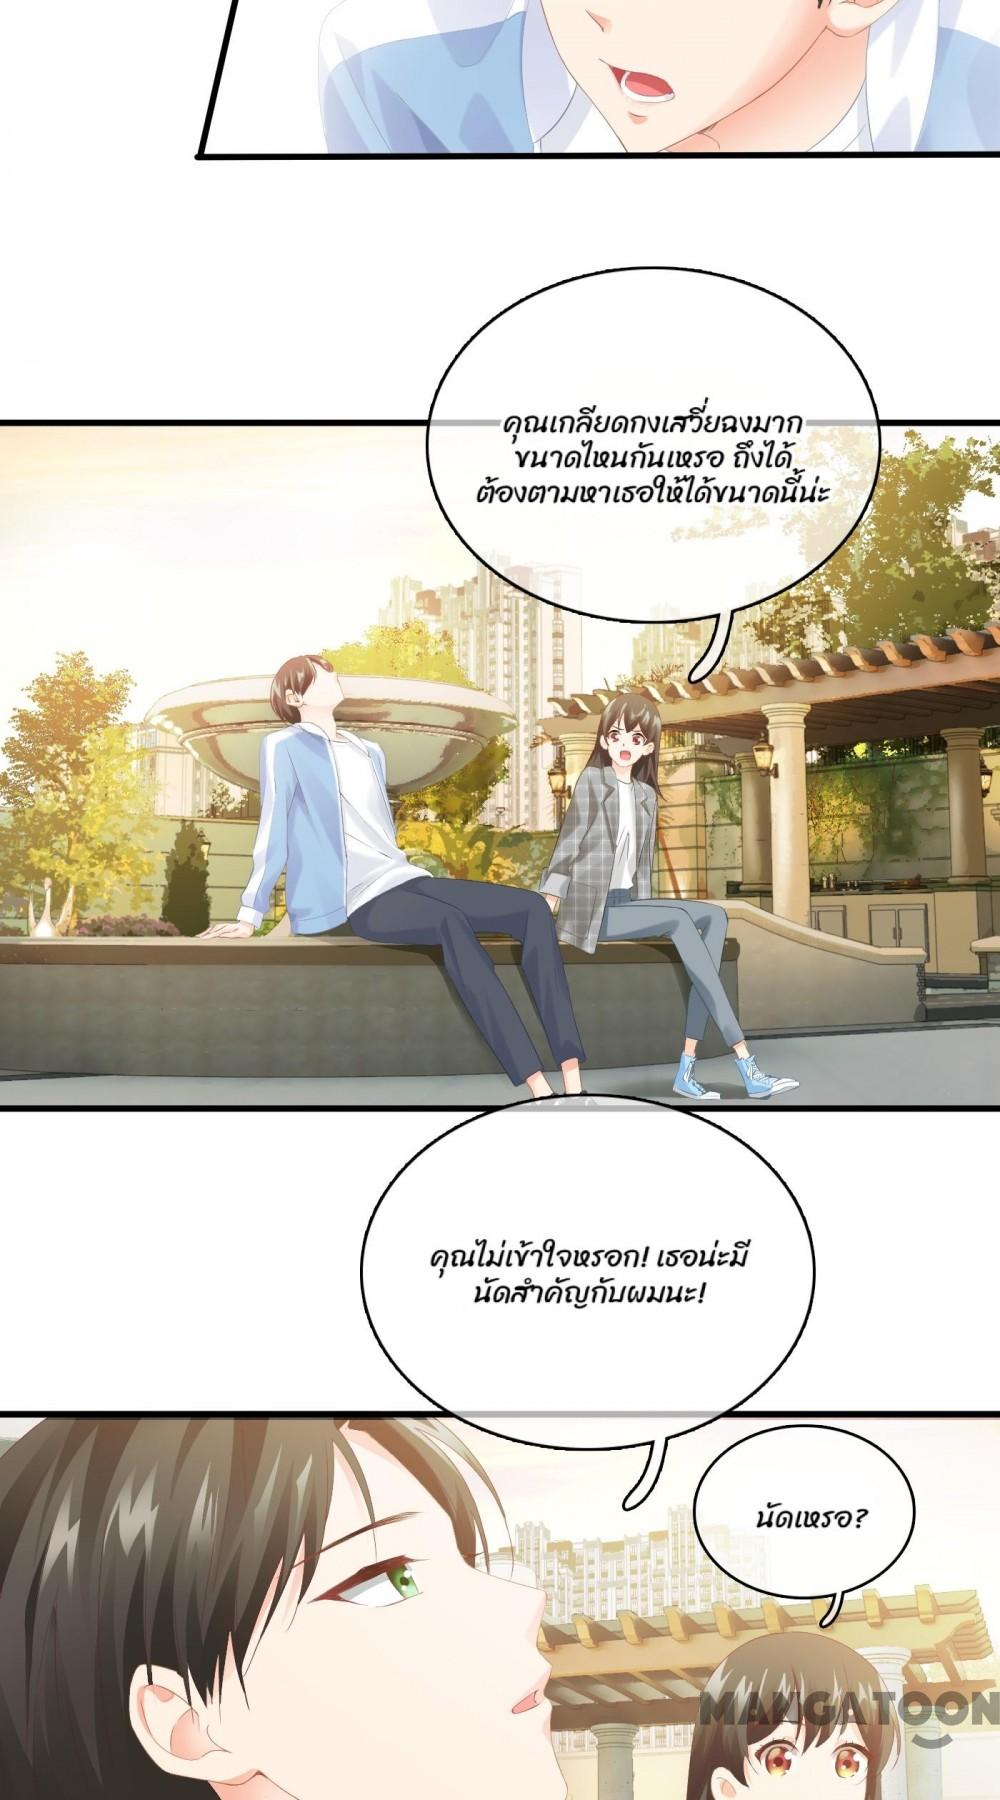 คุณเกลียดกงเสวี่ยฉงมาก
ขนาดไหนกันเหรอ ถึงได้
ต้องตามหาเธอให้ได้ขนาดนี้น่ะ
คุณไม่เข้าใจหรอก! เธอน่ะมี
นัดสำคัญกับผมนะ!
นัดเหรอ?
MANGATOON